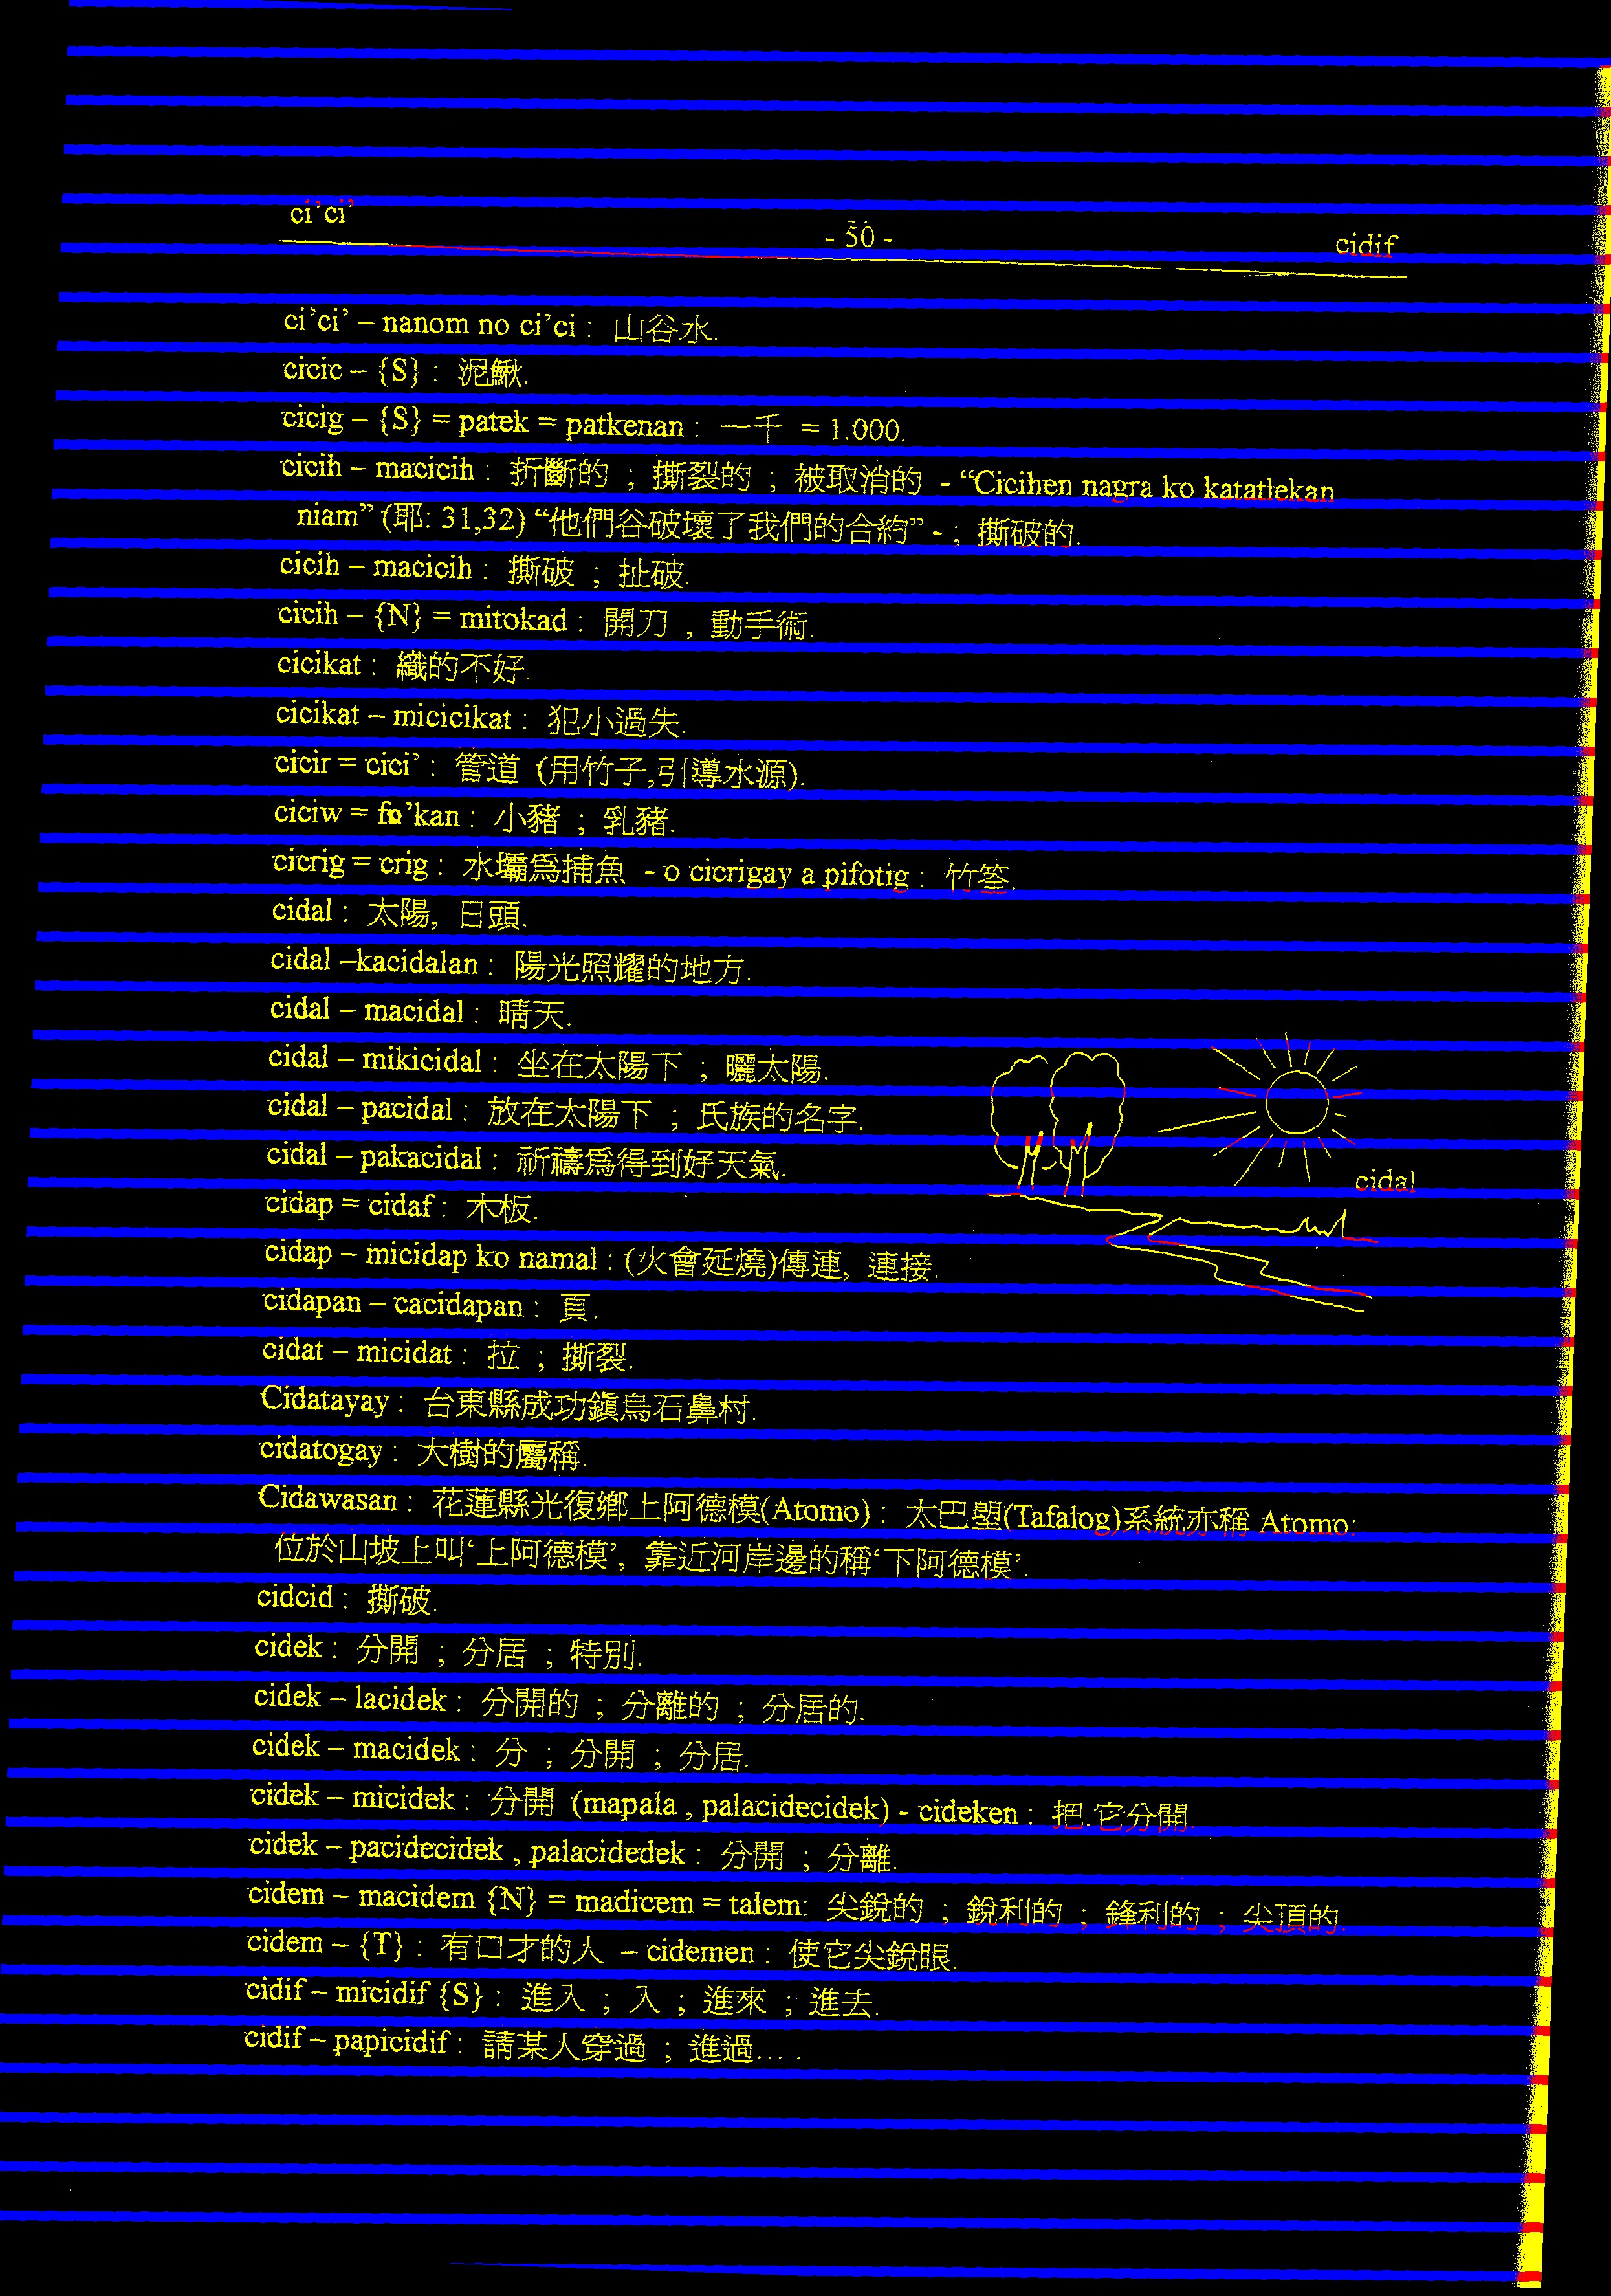 ci’ci’
- 50 -
cidif
ci’ci’ – nanom no ci’ci : 山谷水.
cicic – {S} : 泥鰍.
cicig – {S} = patek = patkenan : 一千 = 1.000.
cicih – macicih : 折斷的 ; 撕裂的 ; 被取消的 - “Cicihen nagra ko katatlekan
niam” (耶: 31,32) “他們谷破壞了我們的合約” - ; 撕破的.
cicih – macicih : 撕破 ; 扯破.
cicih – {N} = mitokad : 開刀 , 動手術.
cicikat : 織的不好.
cicikat – micicikat : 犯小過失.
cicir = cici’ : 管道 (用竹子,引導水源).
ciciw = fo’kan : 小豬 ; 乳豬.
cicrig = crig : 水壩爲捕魚 - o cicrigay a pifotig : 竹筌.
cidal : 太陽, 日頭.
cidal –kacidalan : 陽光照耀的地方.
cidal – macidal : 晴天.
cidal – mikicidal : 坐在太陽下 ; 曬太陽.
cidal – pacidal : 放在太陽下 ; 氏族的名字.
cidal – pakacidal : 祈禱爲得到好天氣.
cidal
cidap = cidaf : 木板.
cidap – micidap ko namal : (火會延燒)傳連, 連接.
cidapan – cacidapan : 頁.
cidat – micidat : 拉 ; 撕裂.
Cidatayay : 台東縣成功鎭烏石鼻村.
cidatogay : 大樹的屬稱.
Cidawasan : 花蓮縣光復鄉上阿德模(Atomo) : 太巴塱(Tafalog)系統亦稱 Atomo:
位於山坡上叫‘上阿德模’, 靠近河岸邊的稱‘下阿德模’.
cidcid : 撕破.
cidek : 分開 ; 分居 ; 特別.
cidek – lacidek : 分開的 ; 分離的 ; 分居的.
cidek – macidek : 分 ; 分開 ; 分居.
cidek – micidek : 分開 (mapala , palacidecidek) - cideken : 把.它分開.
cidek – pacidecidek , palacidedek : 分開 ; 分離.
cidem – macidem {N} = madicem = talem: 尖銳的 ; 銳利的 ; 鋒利的 ; 尖頂的.
cidem – {T} : 有口才的人 – cidemen : 使它尖銳眼.
cidif – micidif {S} : 進入 ; 入 ; 進來 ; 進去.
cidif – papicidif : 請某人穿過 ; 進過... .